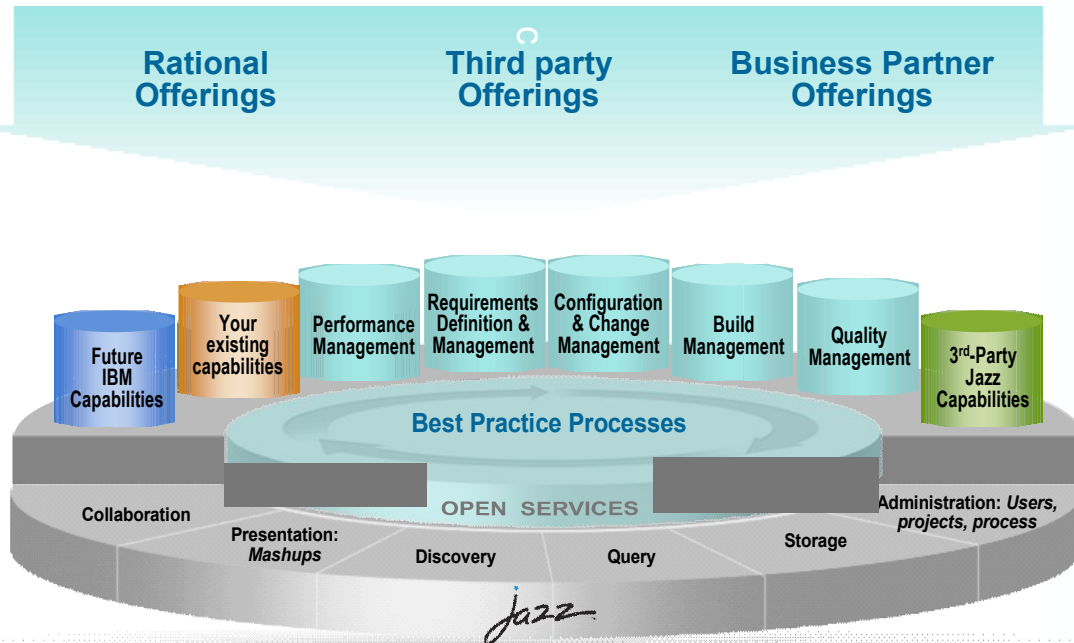 C
Rational
Offerings
Third party
Offerings
Business Partner
Offerings
Future
IBM
Capabilities
Your
existing
capabilities
Performance
Management
Requirements
Definition &
Management
Configuration
& Change
Management
Build
Management
Quality
Management
3rd-Party
Jazz
Capabilities
Best Practice Processes
OPEN SERVICES
Collaboration
Presentation:
Mashups
Discovery
Query
Storage
Administration: Users,
projects, process
jazz